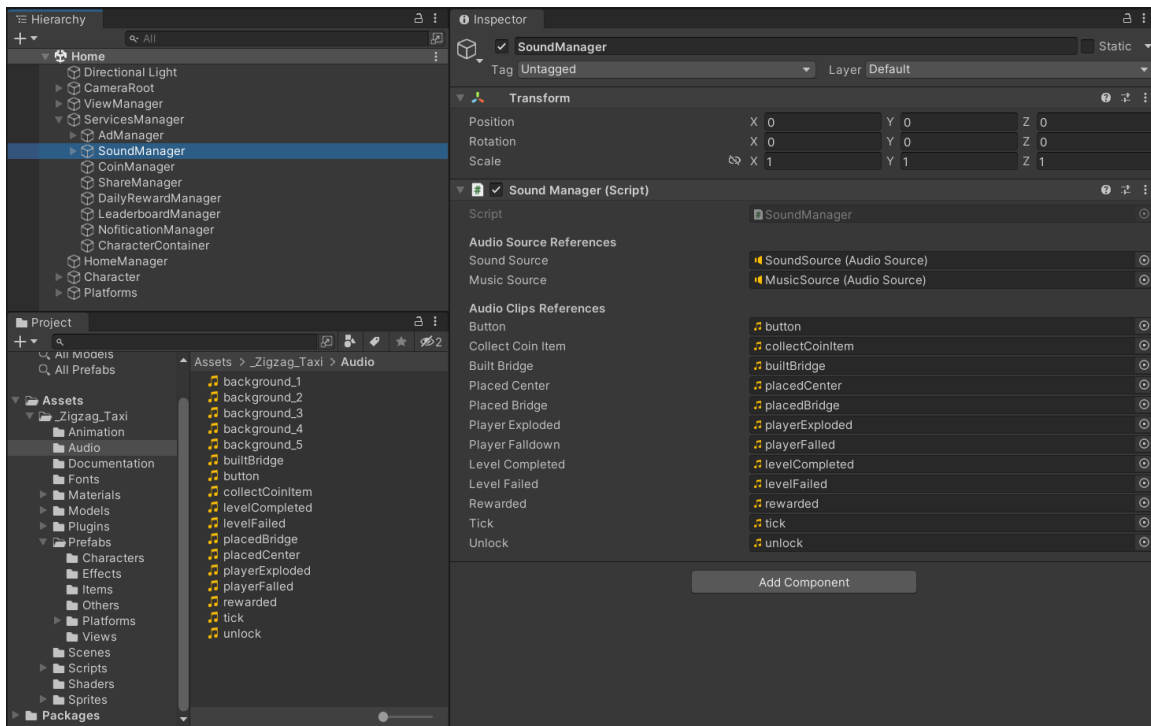 Hierarchy
All
Home
Directional Light
CameraRoot
ViewManager
ServicesManager
AdManager
SoundManager
CoinManager
ShareManager
DailyRewardManager
LeaderboardManager
NofiticationManager
CharacterContainer
HomeManager
Character
Platforms
Project
2
All Models
All Prefabs
Assets
_Zigzag_Taxi
Animation
Audio
Documentation
Fonts
Materials
Models
Plugins
Prefabs
Characters
Effects
Items
Others
Platforms
Views
Scenes
Scripts
Shaders
Sprites
Packages
Assets > _Zigzag_Taxi > Audio
background_1
background_2
background_3
background_4
background_5
builtBridge
button
collectCoinItem
levelCompleted
levelFailed
placedBridge
placedCenter
playerExploded
playerFalled
rewarded
tick
unlock
Inspector
SoundManager Static
Tag Untagged Layer Default
Transform
Position X 0 Y 0 Z 0
Rotation X 0 Y 0 Z 0
Scale X 1 Y 1 Z 1
# Sound Manager (Script)
Script SoundManager
Audio Source References
Sound Source SoundSource (Audio Source)
Music Source MusicSource (Audio Source)
Audio Clips References
Button button
Collect Coin Item collectCoinItem
Built Bridge builtBridge
Placed Center placedCenter
Placed Bridge placedBridge
Player Exploded playerExploded
Player Falldown playerFalled
Level Completed levelCompleted
Level Failed levelFailed
Rewarded rewarded
Tick tick
Unlock unlock
Add Component